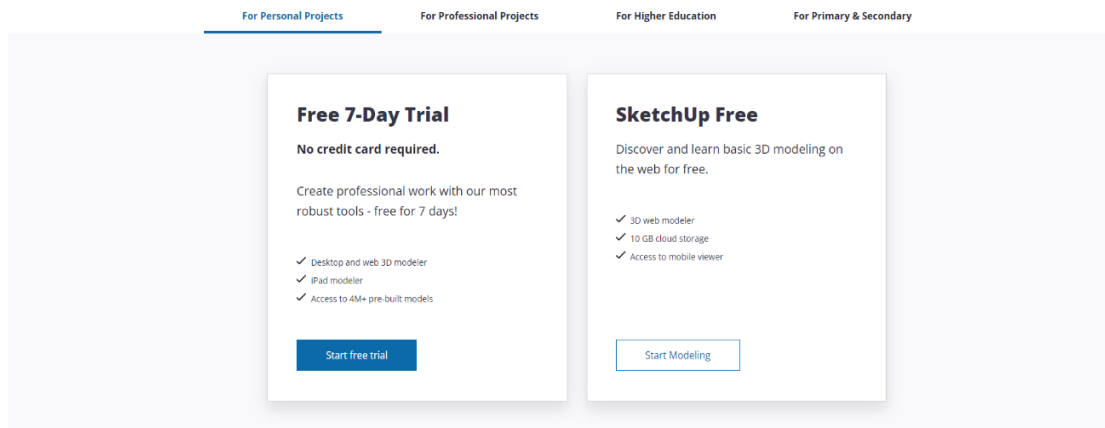 For Personal Projects
For Professional Projects
For Higher Education
For Primary & Secondary
Free 7-Day Trial
No credit card required.
Create professional work with our most
robust tools - free for 7 days!
Desktop and web 3D modeler
iPad modeler
Access to 4M+ pre-built models
Start free trial
SketchUp Free
Discover and learn basic 3D modeling on
the web for free.
3D web modeler
10 GB cloud storage
Access to mobile viewer
Start Modeling